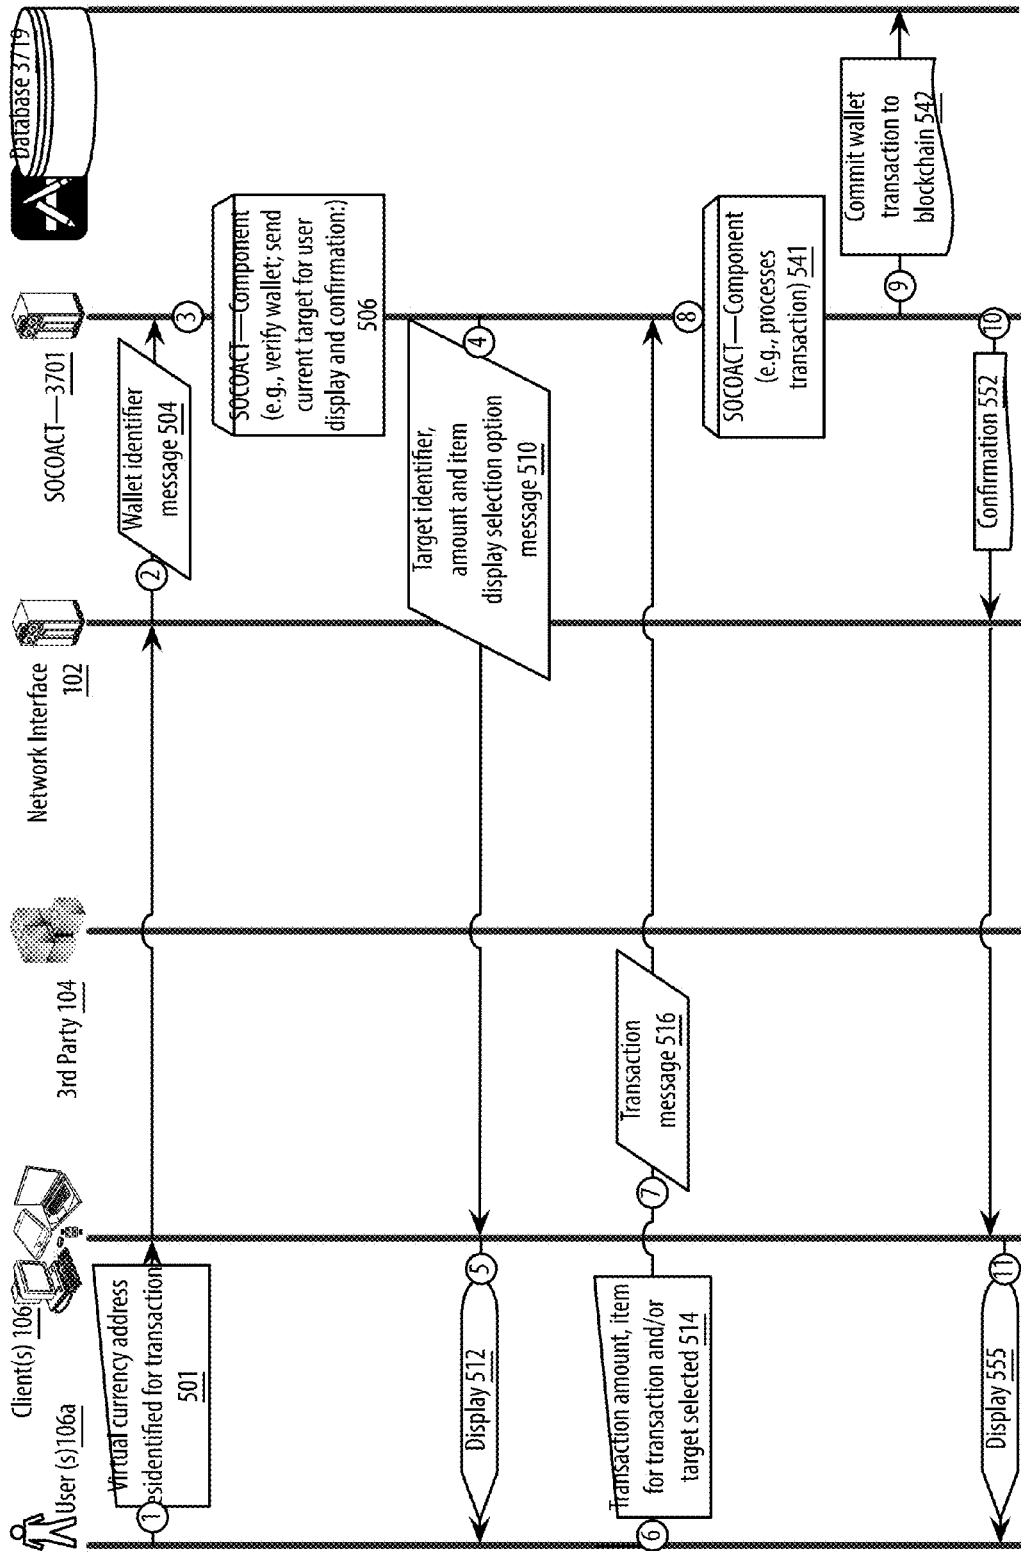 User (s)106a
Client(s) 106
3rd Party 104
Network Interface
102
SOCOACT—3701
Database 3719
1
Virtual currency address
esidentified for transaction
501
2
Wallet identifier
message 504
3
SOCOACT—Component
(e.g., verify wallet; send
current target for user
display and confirmation:)
506
4
Target identifier,
amount and item
display selection option
message 510
5
Display 512
6
Transaction amount, item
for transaction and/or
target selected 514
7
Transaction
message 516
8
SOCOACT—Component
(e.g., processes
transaction) 541
9
Commit wallet
transaction to
blockchain 542
10
Confirmation 552
11
Display 555